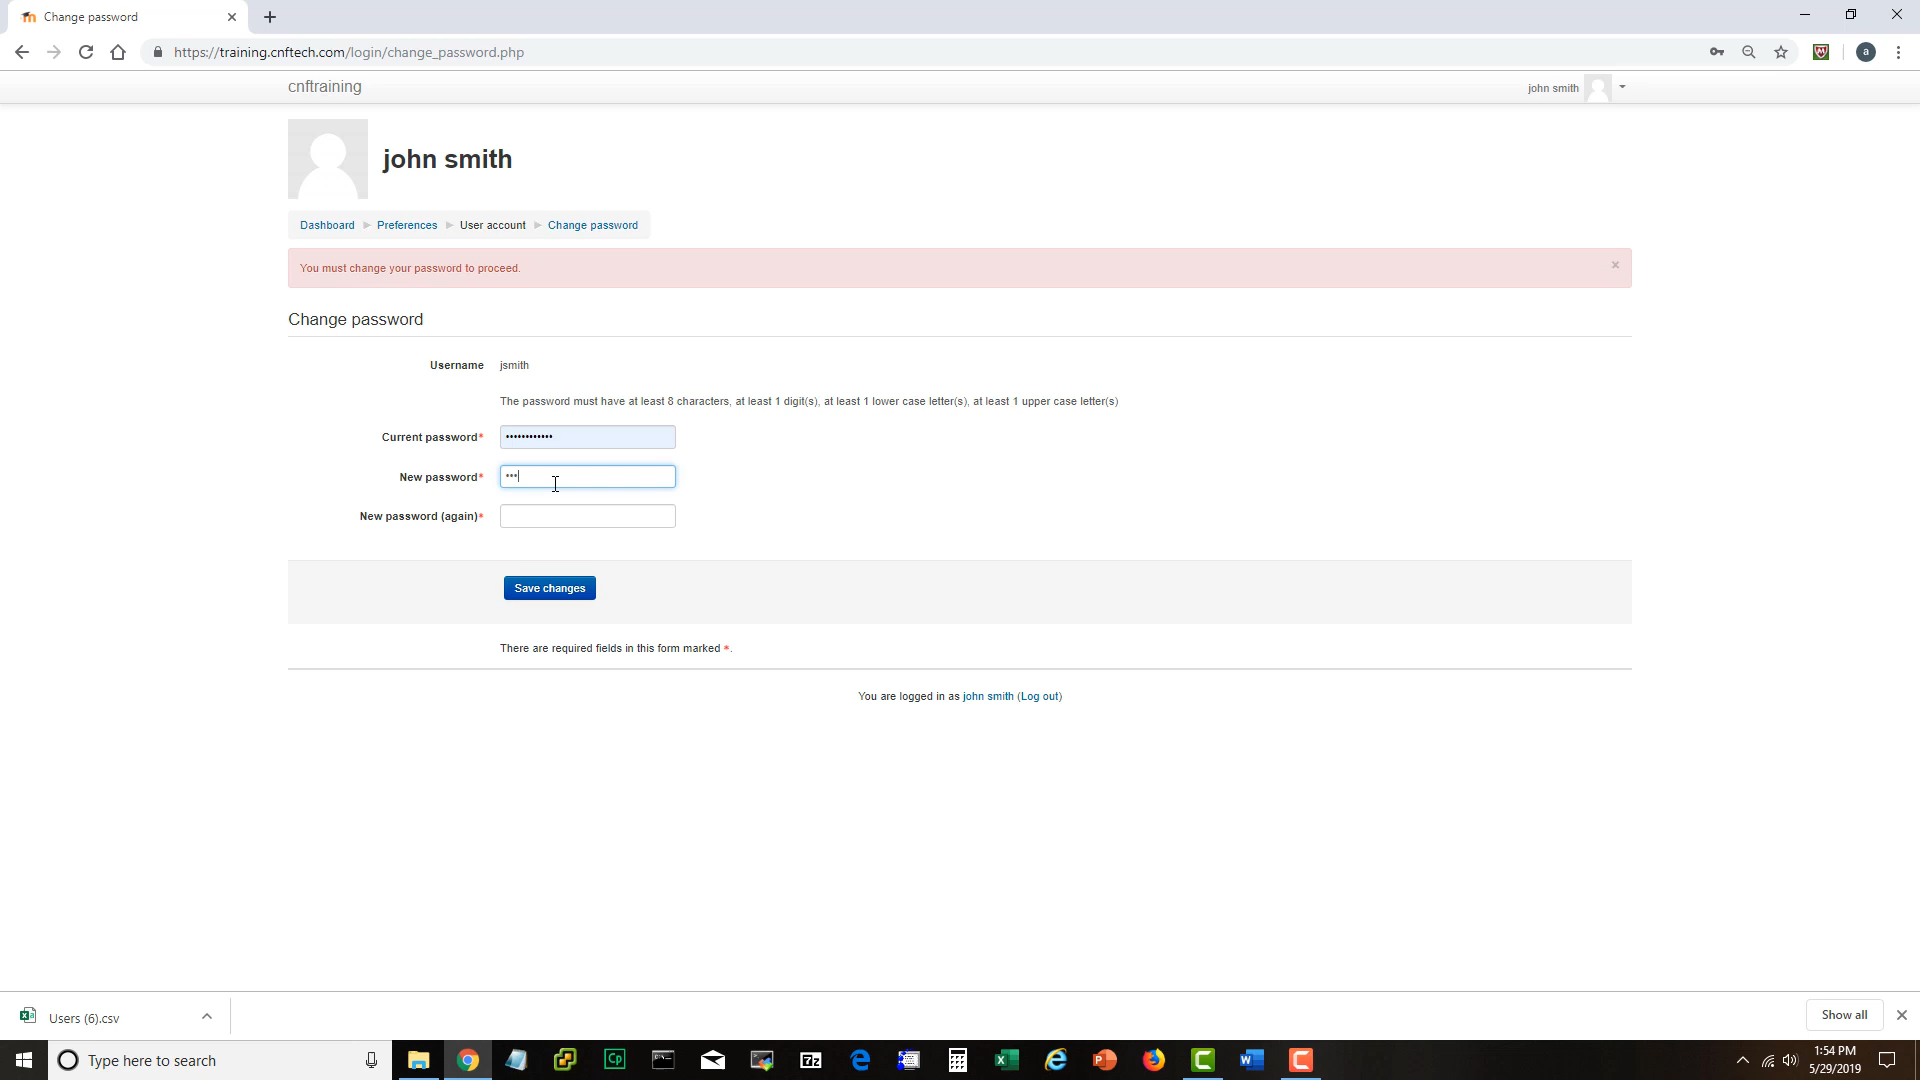 Change password
https://training.cnftech.com/login/change_password.php
a
cnftraining
john smith
john smith
Dashboard Preferences User account Change password
You must change your password to proceed.
×
Change password
Username jsmith
The password must have at least 8 characters, at least 1 digit(s), at least 1 lower case letter(s), at least 1 upper case letter(s)
Current password* ••••••••••••
New password* •••
New password (again)*
Save changes
There are required fields in this form marked *.
You are logged in as john smith (Log out)
Users (6).csv
Show all
Type here to search
Cp
7z
1:54 PM
5/29/2019